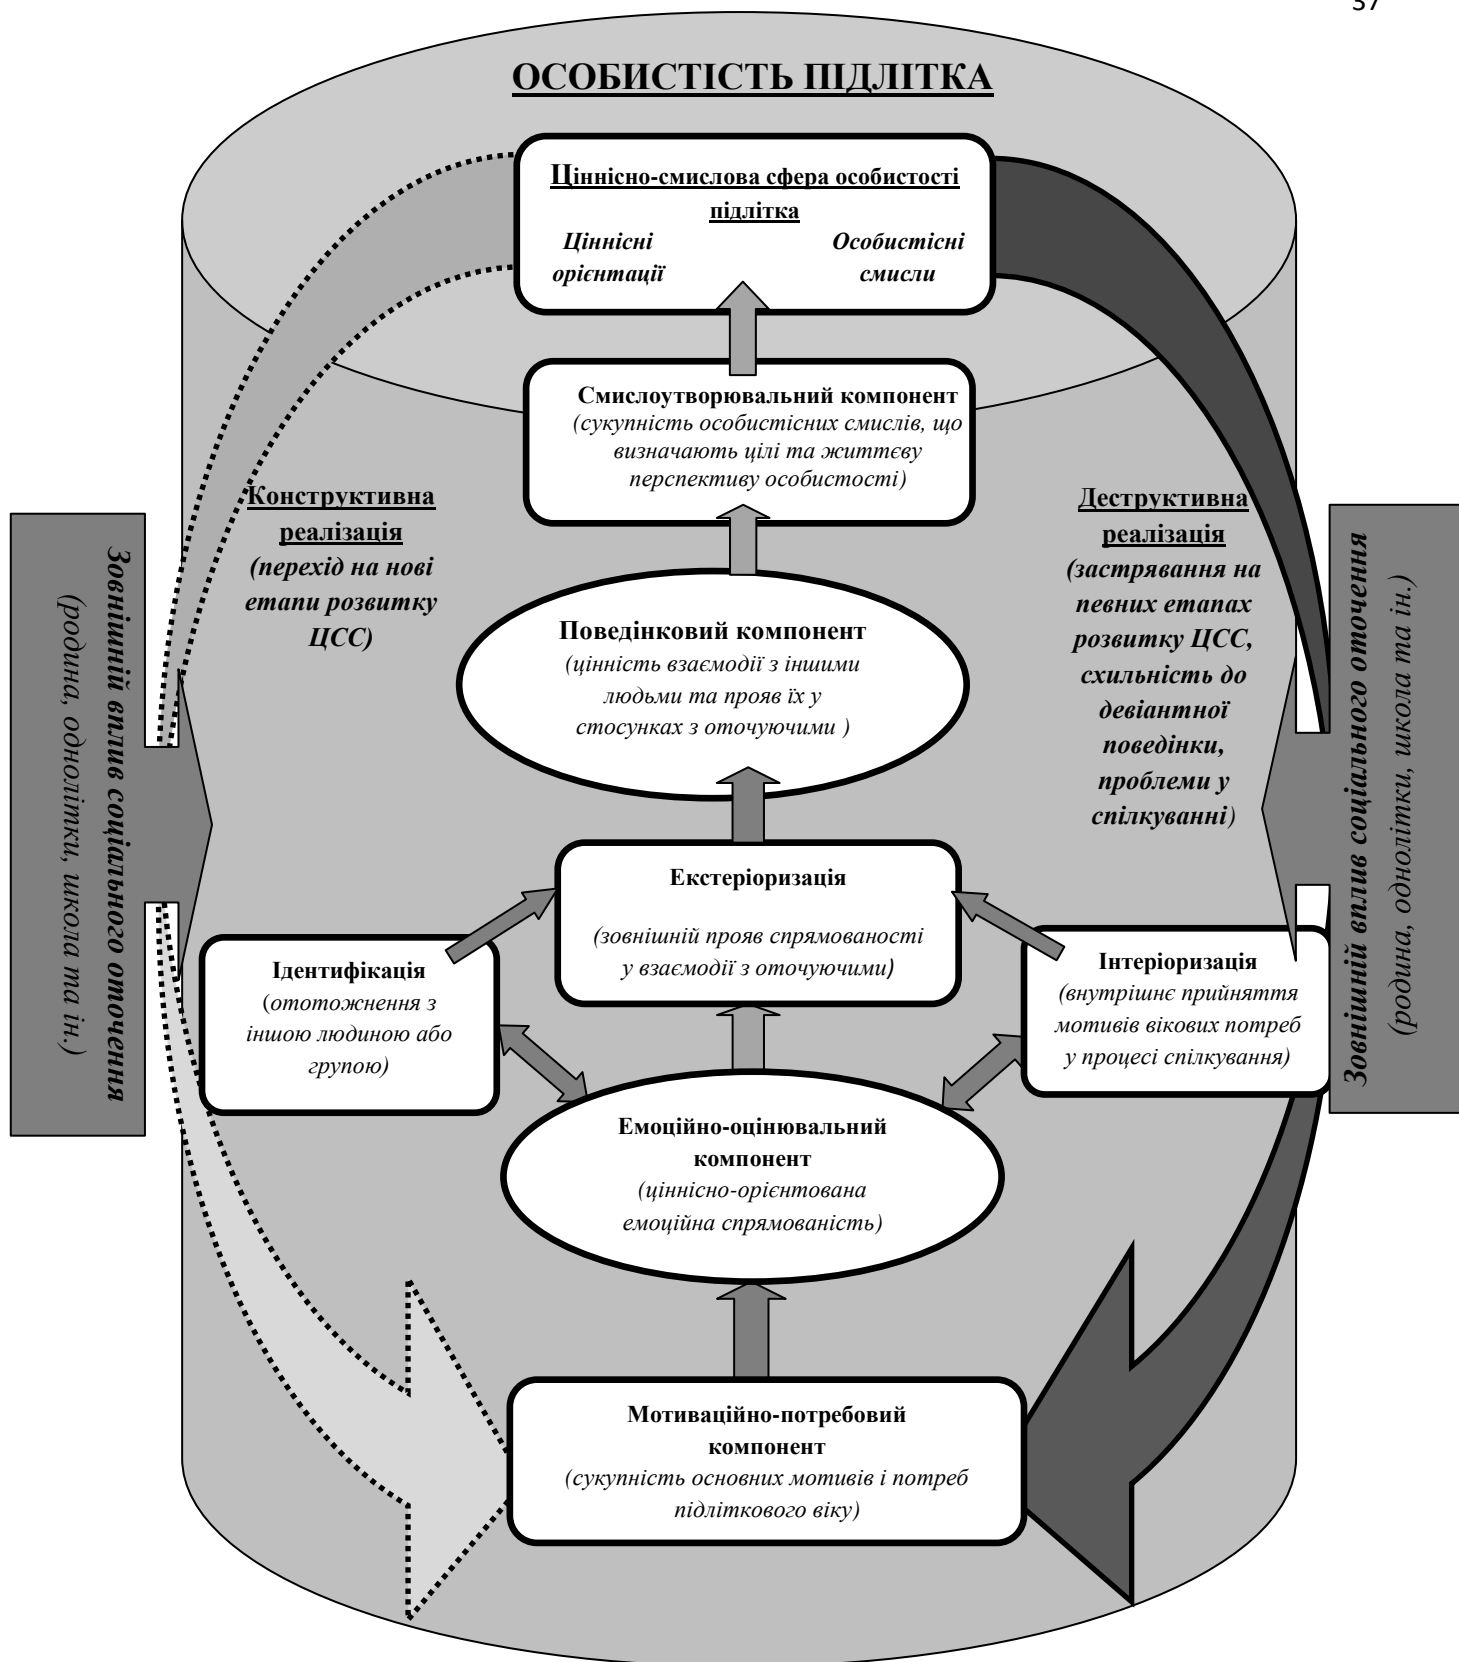 37
ОСОБИСТІСТЬ ПІДЛІТКА
Ціннісно-смислова сфера особистості
підлітка
Ціннісні
орієнтації
Особистісні
смисли
Смислоутворювальний компонент
(сукупність особистісних смислів, що
визначають цілі та життєву
перспективу особистості)
Конструктивна
реалізація
(перехід на нові
етапи розвитку
ЦСС)
Деструктивна
реалізація
(застрявання на
певних етапах
розвитку ЦСС,
схильність до
девіантної
поведінки,
проблеми у
спілкуванні)
Зовнішній вплив соціального оточення
(родина, однолітки, школа та ін.)
Зовнішній вплив соціального оточення
(родина, однолітки, школа та ін.)
Поведінковий компонент
(цінність взаємодії з іншими
людьми та прояв їх у
стосунках з оточуючими )
Екстеріоризація
(зовнішній прояв спрямованості
у взаємодії з оточуючими)
Ідентифікація
(ототожнення з
іншою людиною або
групою)
Інтеріоризація
(внутрішнє прийняття
мотивів вікових потреб
у процесі спілкування)
Емоційно-оцінювальний
компонент
(ціннісно-орієнтована
емоційна спрямованість)
Мотиваційно-потребовий
компонент
(сукупність основних мотивів і потреб
підліткового віку)